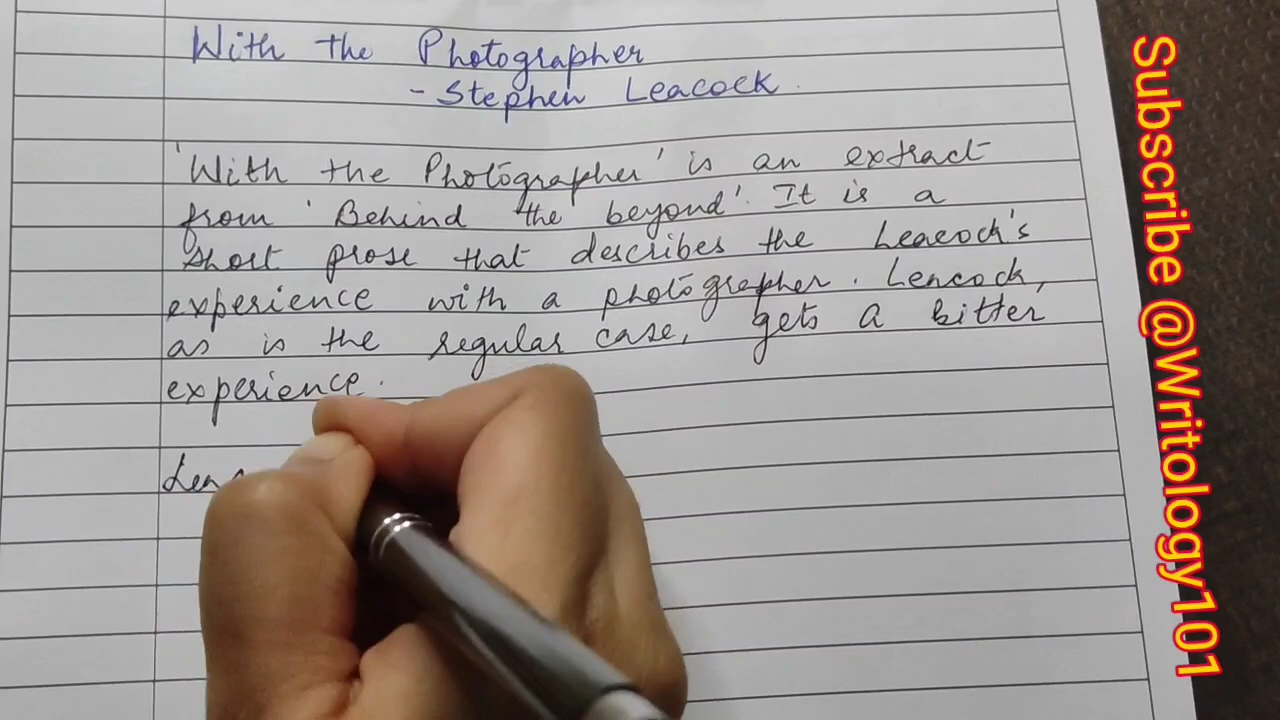 With the Photographer
- Stephen Leacock.
'With the Photographer' is an extract
from 'Behind the beyond'. It is a
short prose that describes the Leacock's
experience with a photographer. Leacock,
as is the regular case, gets a bitter
experience.
Lea
Subscribe @Writology101